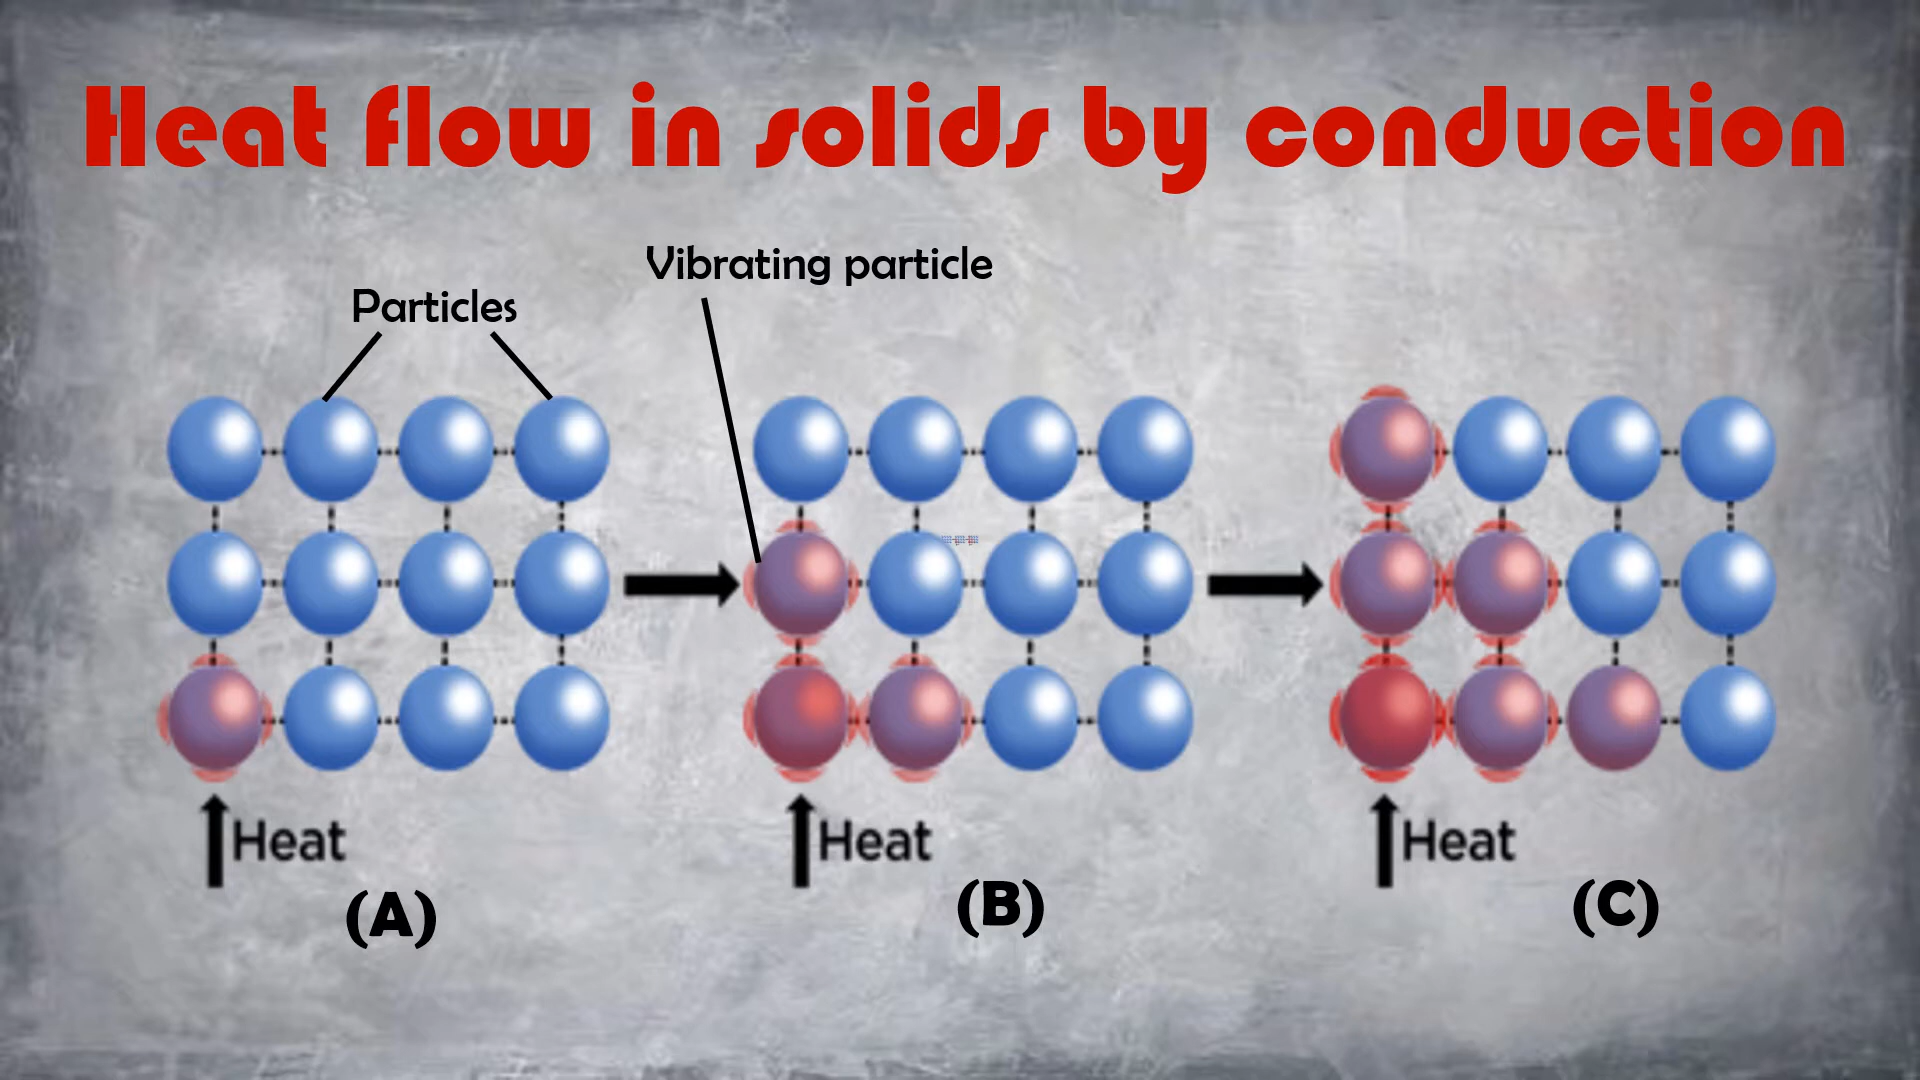 Heat flow in solids by conduction
Vibrating particle
Particles
Heat
Heat
Heat
(A)
(B)
(C)